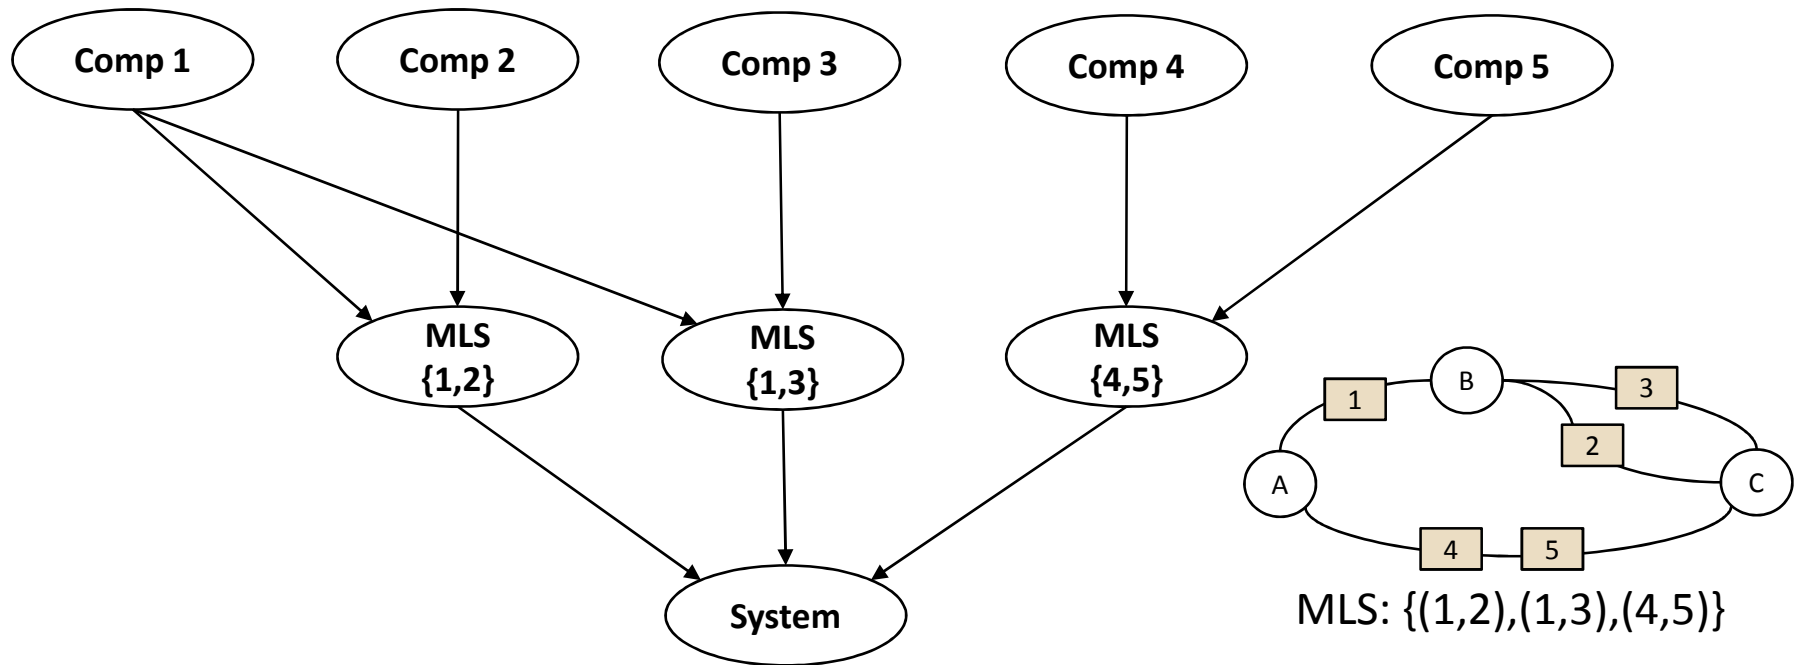 Comp 1
Comp 2
Comp 3
Comp 4
Comp 5
MLS
{1,2}
MLS
{1,3}
MLS
{4,5}
System
1
B
3
2
A
C
4
5
MLS: {(1,2),(1,3),(4,5)}